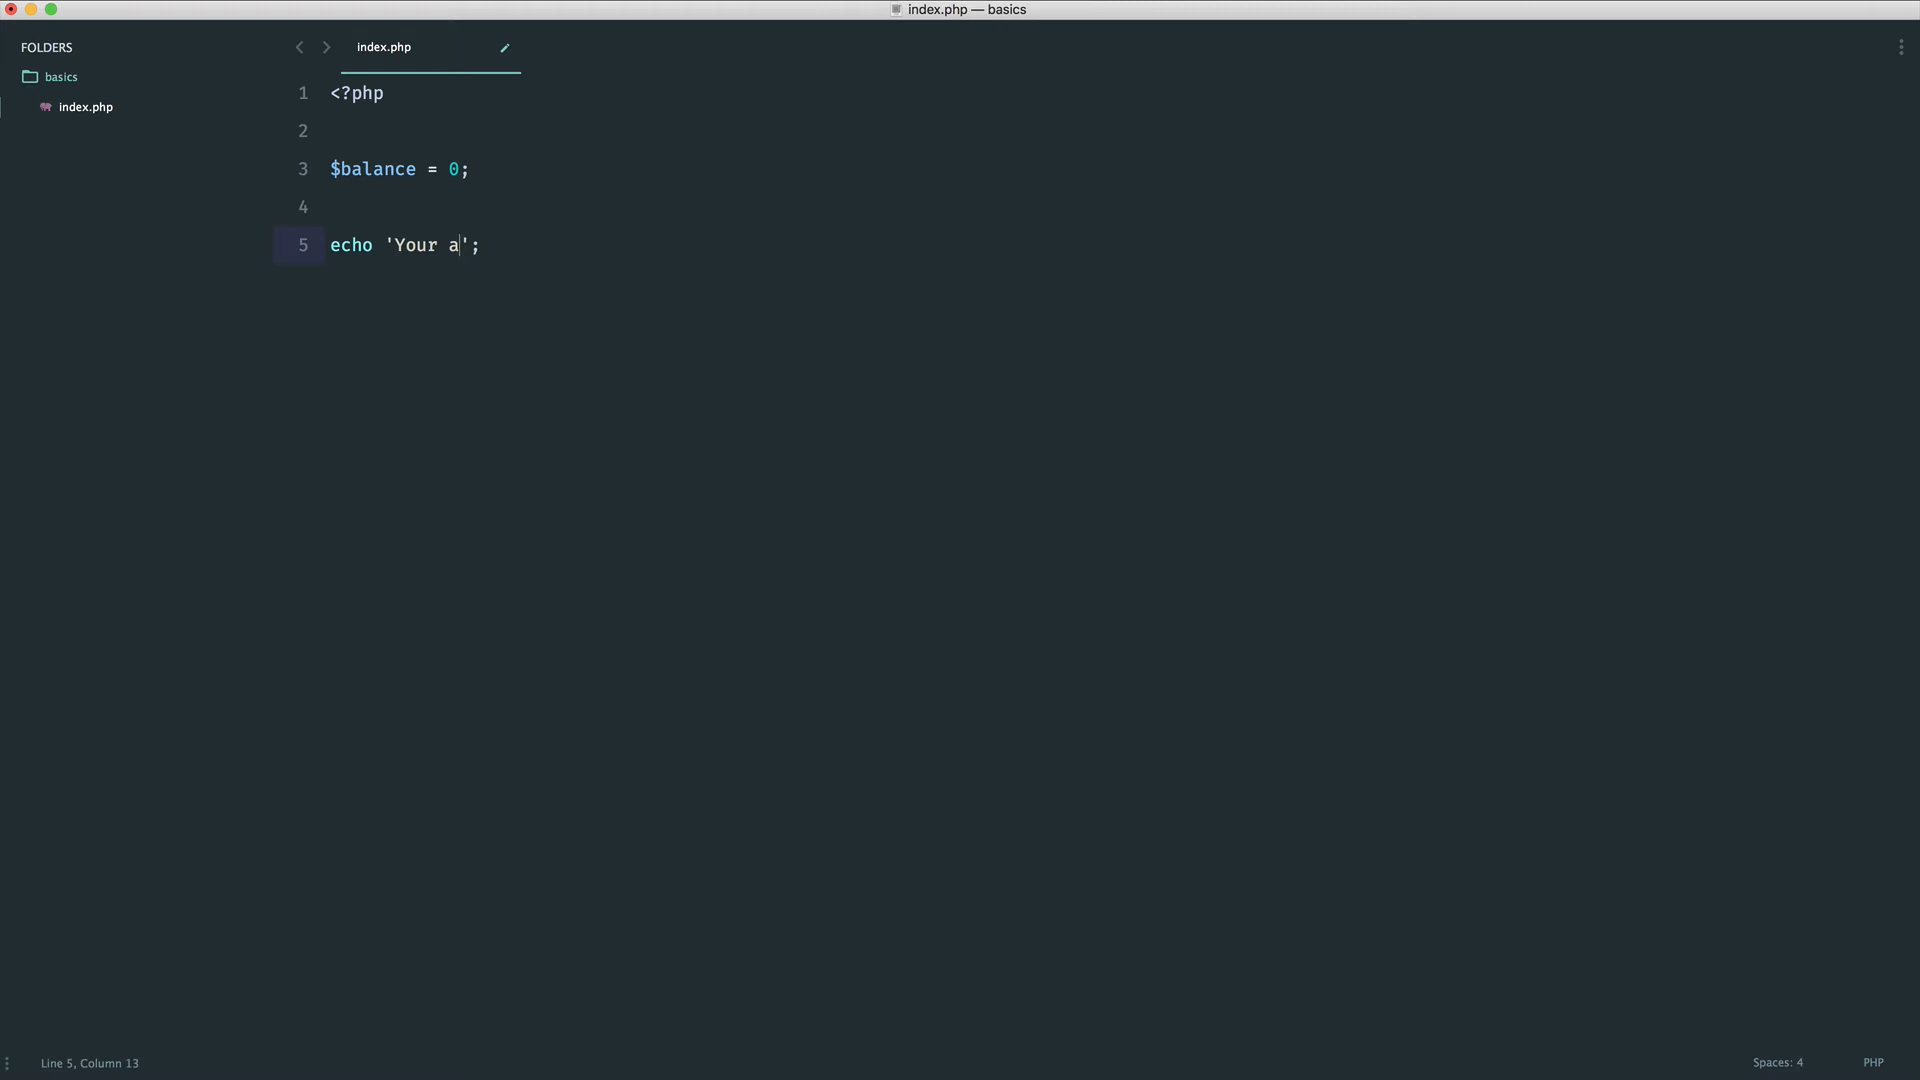 index.php — basics
FOLDERS
basics
index.php
index.php
1 <?php
2
3 $balance = 0;
4
5 echo 'Your a';
Line 5, Column 13
Spaces: 4
PHP